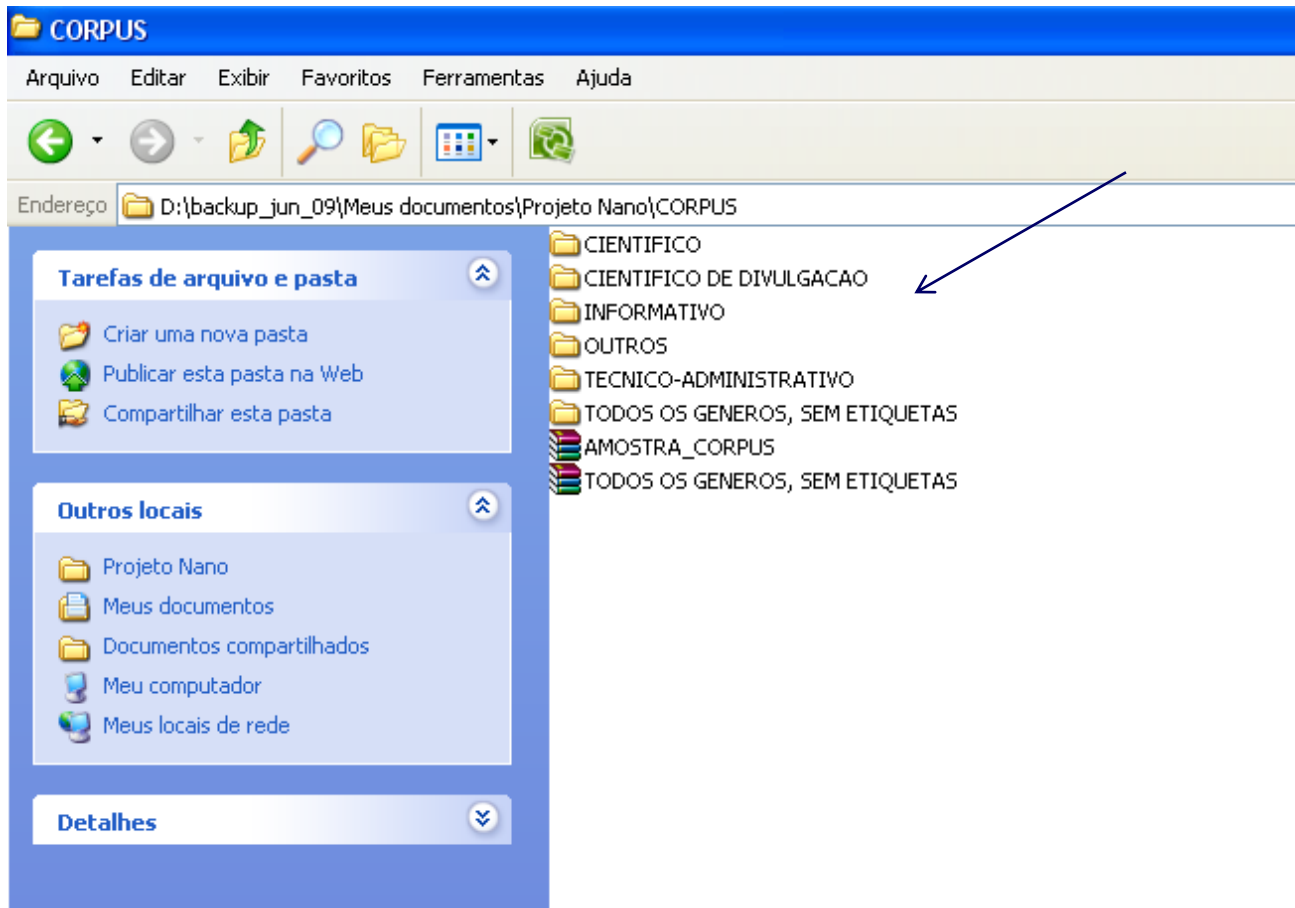 CORPUS
Arquivo Editar Exibir Favoritos Ferramentas Ajuda
Endereço D:\backup_jun_09\Meus documentos\Projeto Nano\CORPUS
Tarefas de arquivo e pasta
Criar uma nova pasta
Publicar esta pasta na Web
Compartilhar esta pasta
Outros locais
Projeto Nano
Meus documentos
Documentos compartilhados
Meu computador
Meus locais de rede
Detalhes
CIENTIFICO
CIENTIFICO DE DIVULGACAO
INFORMATIVO
OUTROS
TECNICO-ADMINISTRATIVO
TODOS OS GENEROS, SEM ETIQUETAS
AMOSTRA_CORPUS
TODOS OS GENEROS, SEM ETIQUETAS